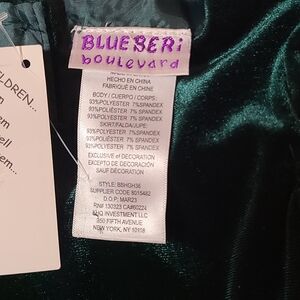 BLUEBERi
boulevard
HECHO EN CHINA
FABRIQUÉ EN CHINE
BODY / CUERPO / CORPS:
93%POLYESTER 7%SPANDEX
93%POLIÉSTER 7%SPANDEX
93%POLYESTER 7%SPANDEX
SKIRT/FALDA/JUPE:
93%POLYESTER 7%SPANDEX
93%POLIÉSTER 7%SPANDEX
93%POLYESTER 7%SPANDEX
EXCLUSIVE of DECORATION
EXCEPTO DE DECORACIÓN
SAUF DÉCORATION
STYLE: BBHGH36
SUPPLIER CODE 8015482
D.O.P: MAR23
RN# 130323 CA#60224
INVESTMENT LLC
350 FIFTH AVENUE
NEW YORK, NY 10118